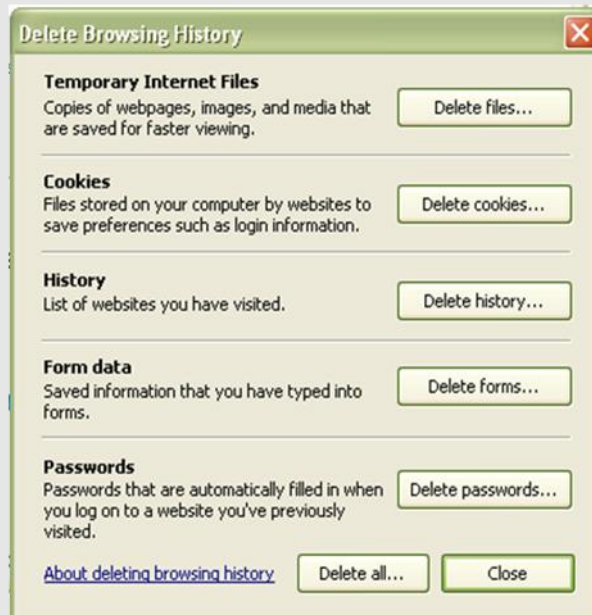 Delete Browsing History
Temporary Internet Files
Copies of webpages, images, and media that
are saved for faster viewing.
Delete files...
Cookies
Files stored on your computer by websites to
save preferences such as login information.
Delete cookies...
History
List of websites you have visited.
Delete history...
Form data
Saved information that you have typed into
forms.
Delete forms...
Passwords
Passwords that are automatically filled in when
you log on to a website you've previously
visited.
Delete passwords...
About deleting browsing history
Delete all...
Close